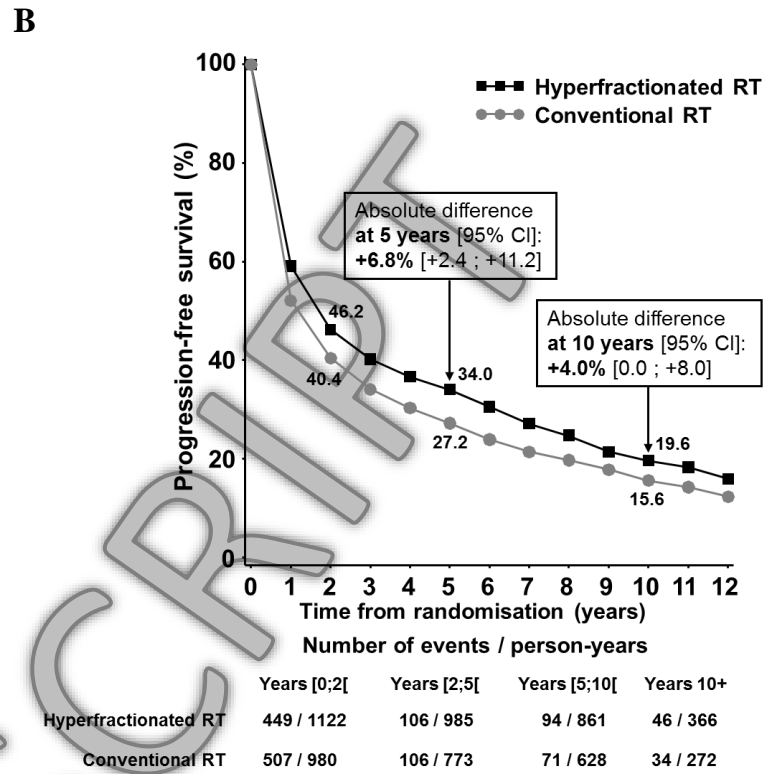 B
100
80
60
40
20
0
Progression-free survival (%)
Hyperfractionated RT
Conventional RT
Absolute difference
at 5 years [95% CI]:
+6.8% [+2.4 ; +11.2]
Absolute difference
at 10 years [95% CI]:
+4.0% [0.0 ; +8.0]
46.2
40.4
34.0
27.2
19.6
15.6
0 1 2 3 4 5 6 7 8 9 10 11 12
Time from randomisation (years)
Number of events / person-years
Years [0;2[ Years [2;5[ Years [5;10[ Years 10+
Hyperfractionated RT 449 / 1122 106 / 985 94 / 861 46 / 366
Conventional RT 507 / 980 106 / 773 71 / 628 34 / 272
CRIPT